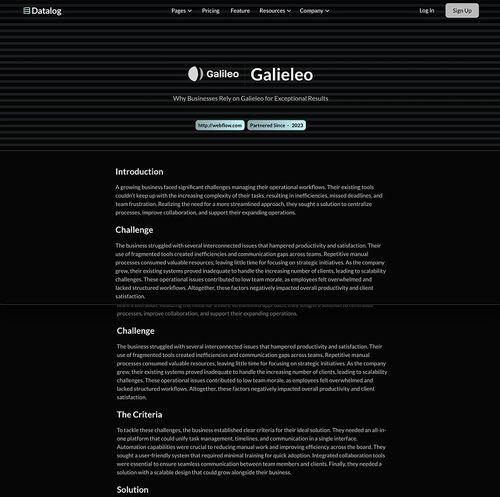 Datalog
Pages Pricing Feature Resources Company
Log In Sign Up
Galileo Galieleo
Why Businesses Rely on Galieleo for Exceptional Results
http://webflow.com Partnered Since - 2023
Introduction
A growing business faced significant challenges managing their operational workflows. Their existing tools
couldn't keep up with the increasing complexity of their tasks, resulting in inefficiencies, missed deadlines, and
team frustration. Realizing the need for a more streamlined approach, they sought a solution to centralize
processes, improve collaboration, and support their expanding operations.
Challenge
The business struggled with several interconnected issues that hampered productivity and satisfaction. Their
use of fragmented tools created inefficiencies and communication gaps across teams. Repetitive manual
processes consumed valuable resources, leaving little time for focusing on strategic initiatives. As the company
grew, their existing systems proved inadequate to handle the increasing number of clients, leading to scalability
challenges. These operational issues contributed to low team morale, as employees felt overwhelmed and
lacked structured workflows. Altogether, these factors negatively impacted overall productivity and client
satisfaction.
processes, improve collaboration, and support their expanding operations.
Challenge
The business struggled with several interconnected issues that hampered productivity and satisfaction. Their
use of fragmented tools created inefficiencies and communication gaps across teams. Repetitive manual
processes consumed valuable resources, leaving little time for focusing on strategic initiatives. As the company
grew, their existing systems proved inadequate to handle the increasing number of clients, leading to scalability
challenges. These operational issues contributed to low team morale, as employees felt overwhelmed and
lacked structured workflows. Altogether, these factors negatively impacted overall productivity and client
satisfaction.
The Criteria
To tackle these challenges, the business established clear criteria for their ideal solution. They needed an all-in-
one platform that could unify task management, timelines, and communication in a single interface.
Automation capabilities were crucial to reducing manual work and improving efficiency across the board. They
sought a user-friendly system that required minimal training for quick adoption. Integrated collaboration tools
were essential to ensure seamless communication between team members and clients. Finally, they needed a
solution with a scalable design that could grow alongside their business.
Solution